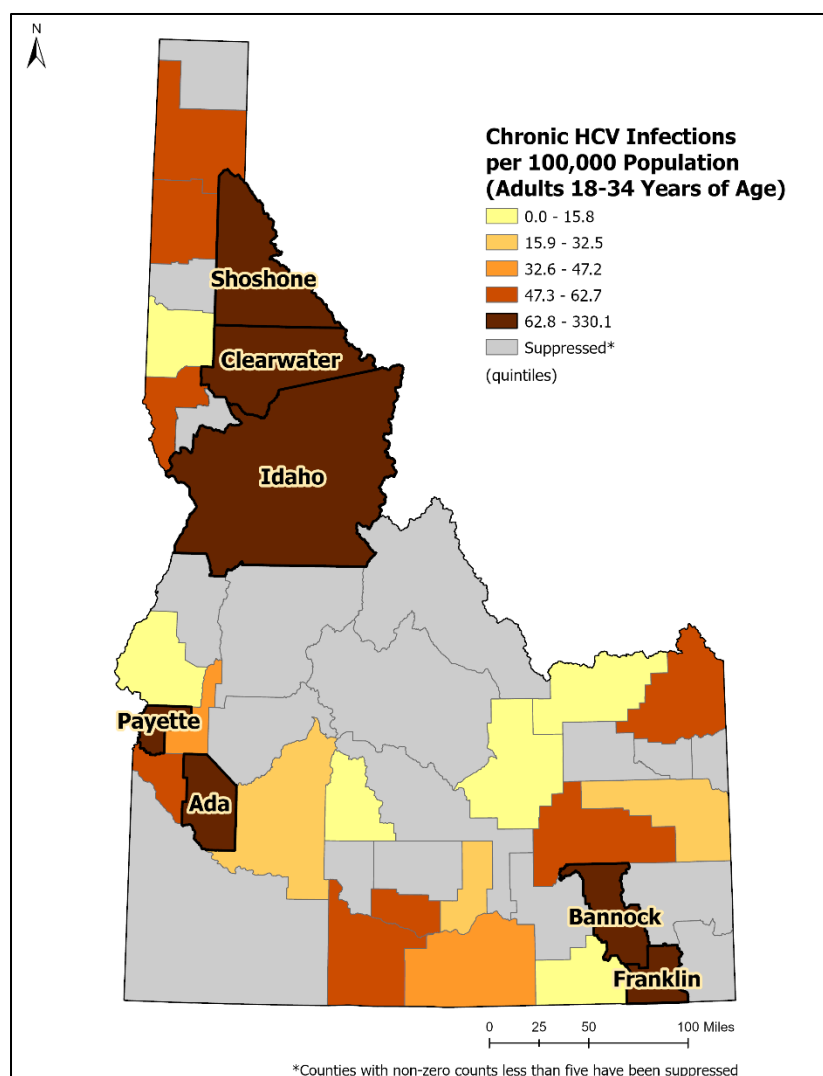 N
Chronic HCV Infections
per 100,000 Population
(Adults 18-34 Years of Age)
0.0 - 15.8
15.9 - 32.5
32.6 - 47.2
47.3 - 62.7
62.8 - 330.1
Suppressed*
(quintiles)
Shoshone
Clearwater
Idaho
Payette
Ada
Bannock
Franklin
0 25 50 100 Miles
*Counties with non-zero counts less than five have been suppressed